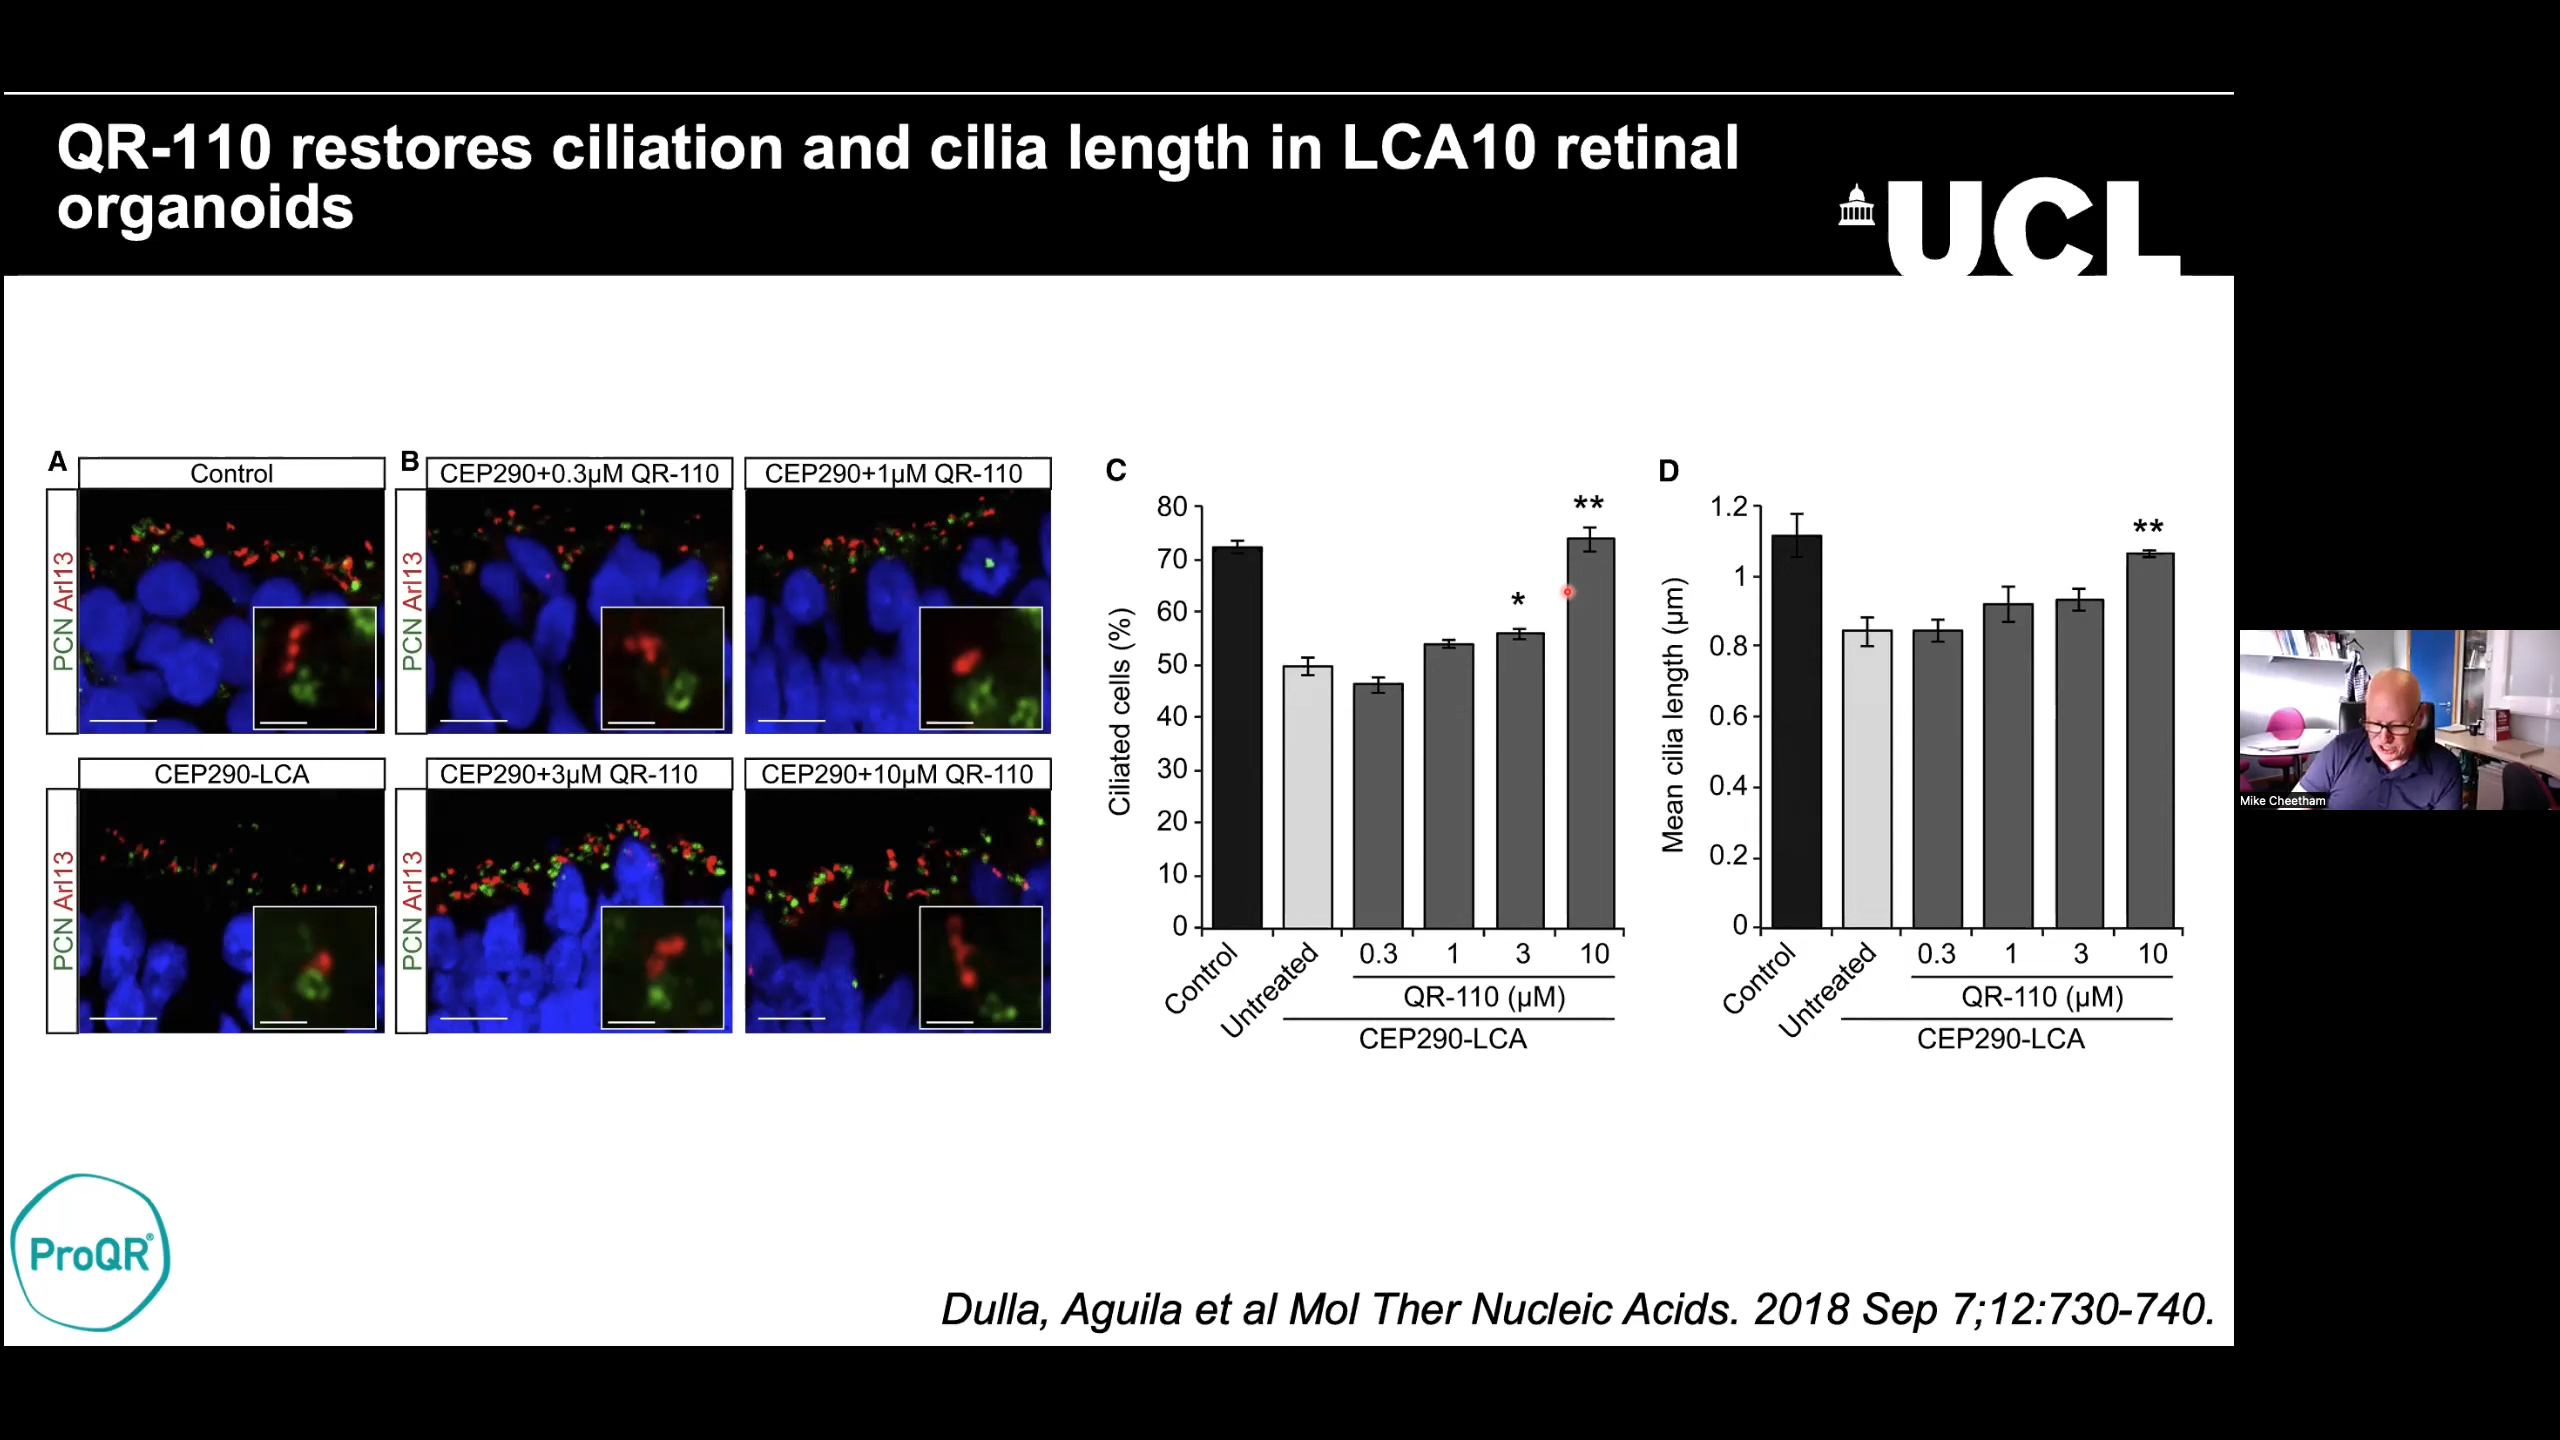 QR-110 restores ciliation and cilia length in LCA10 retinal
organoids
UCL
A
Control
PCN Arl13
CEP290-LCA
PCN Arl13
B
CEP290+0.3µM QR-110
CEP290+1µM QR-110
PCN Arl13
CEP290+3µM QR-110
CEP290+10µM QR-110
PCN Arl13
C
Ciliated cells (%)
80
70
60
50
40
30
20
10
0
*
**
Control
Untreated
0.3
1
3
10
QR-110 (µM)
CEP290-LCA
D
Mean cilia length (µm)
1.2
1
0.8
0.6
0.4
0.2
0
**
Control
Untreated
0.3
1
3
10
QR-110 (µM)
CEP290-LCA
Mike Cheetham
ProQR®
Dulla, Aguila et al Mol Ther Nucleic Acids. 2018 Sep 7;12:730-740.